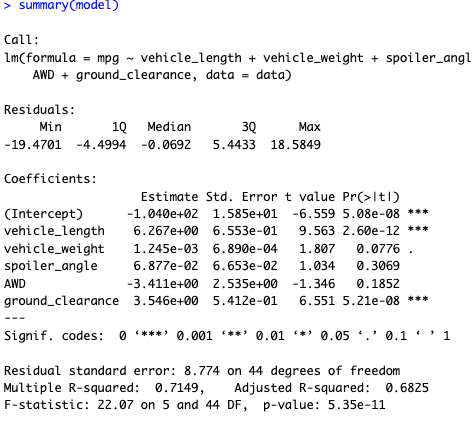 > summary(model)
Call:
lm(formula = mpg ~ vehicle_length + vehicle_weight + spoiler_angl
AWD + ground_clearance, data = data)
Residuals:
Min 1Q Median 3Q Max
-19.4701 -4.4994 -0.0692 5.4433 18.5849
Coefficients:
Estimate Std. Error t value Pr(>|t|)
(Intercept) -1.040e+02 1.585e+01 -6.559 5.08e-08 ***
vehicle_length 6.267e+00 6.553e-01 9.563 2.60e-12 ***
vehicle_weight 1.245e-03 6.890e-04 1.807 0.0776 .
spoiler_angle 6.877e-02 6.653e-02 1.034 0.3069
AWD -3.411e+00 2.535e+00 -1.346 0.1852
ground_clearance 3.546e+00 5.412e-01 6.551 5.21e-08 ***
---
Signif. codes: 0 ‘***’ 0.001 ‘**’ 0.01 ‘*’ 0.05 ‘.’ 0.1 ‘ ’ 1
Residual standard error: 8.774 on 44 degrees of freedom
Multiple R-squared: 0.7149, Adjusted R-squared: 0.6825
F-statistic: 22.07 on 5 and 44 DF, p-value: 5.35e-11